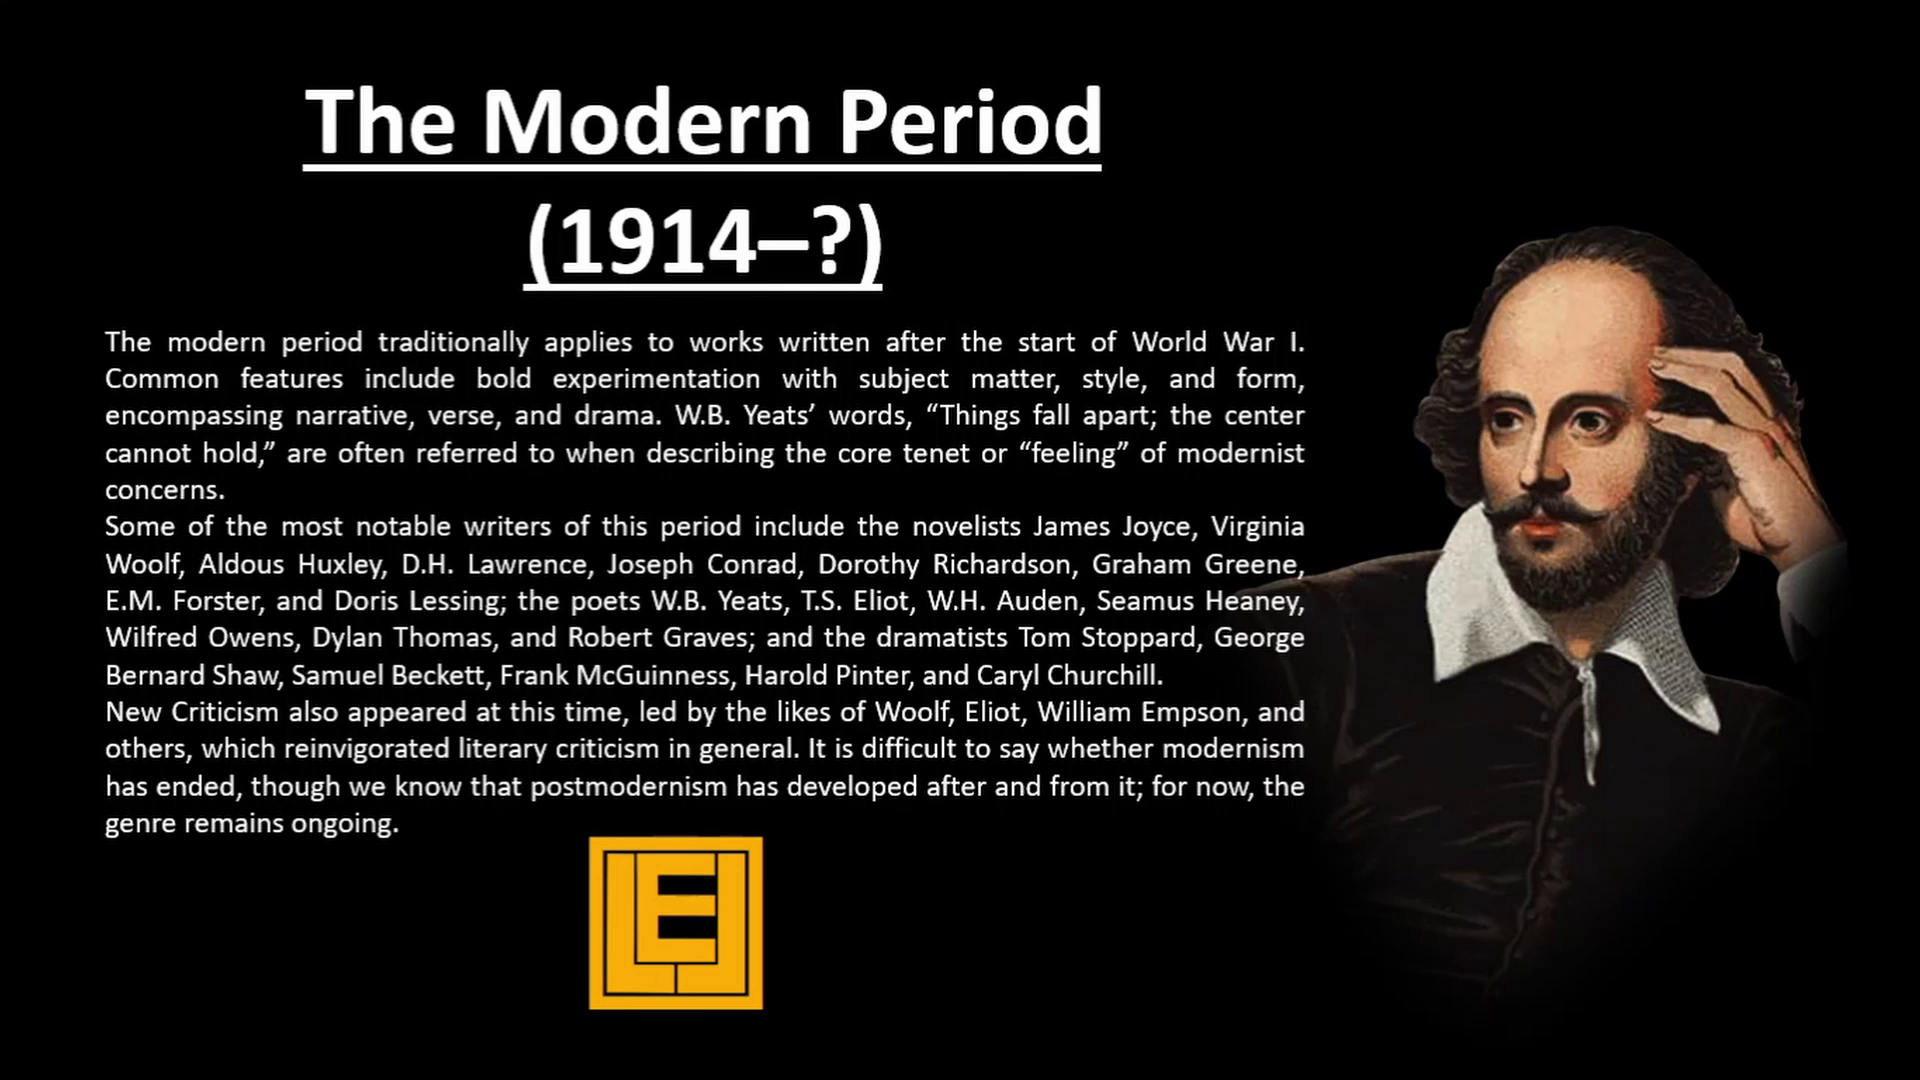 The Modern Period
(1914–?)
The modern period traditionally applies to works written after the start of World War I.
Common features include bold experimentation with subject matter, style, and form,
encompassing narrative, verse, and drama. W.B. Yeats’ words, “Things fall apart; the center
cannot hold,” are often referred to when describing the core tenet or “feeling” of modernist
concerns.
Some of the most notable writers of this period include the novelists James Joyce, Virginia
Woolf, Aldous Huxley, D.H. Lawrence, Joseph Conrad, Dorothy Richardson, Graham Greene,
E.M. Forster, and Doris Lessing; the poets W.B. Yeats, T.S. Eliot, W.H. Auden, Seamus Heaney,
Wilfred Owens, Dylan Thomas, and Robert Graves; and the dramatists Tom Stoppard, George
Bernard Shaw, Samuel Beckett, Frank McGuinness, Harold Pinter, and Caryl Churchill.
New Criticism also appeared at this time, led by the likes of Woolf, Eliot, William Empson, and
others, which reinvigorated literary criticism in general. It is difficult to say whether modernism
has ended, though we know that postmodernism has developed after and from it; for now, the
genre remains ongoing.